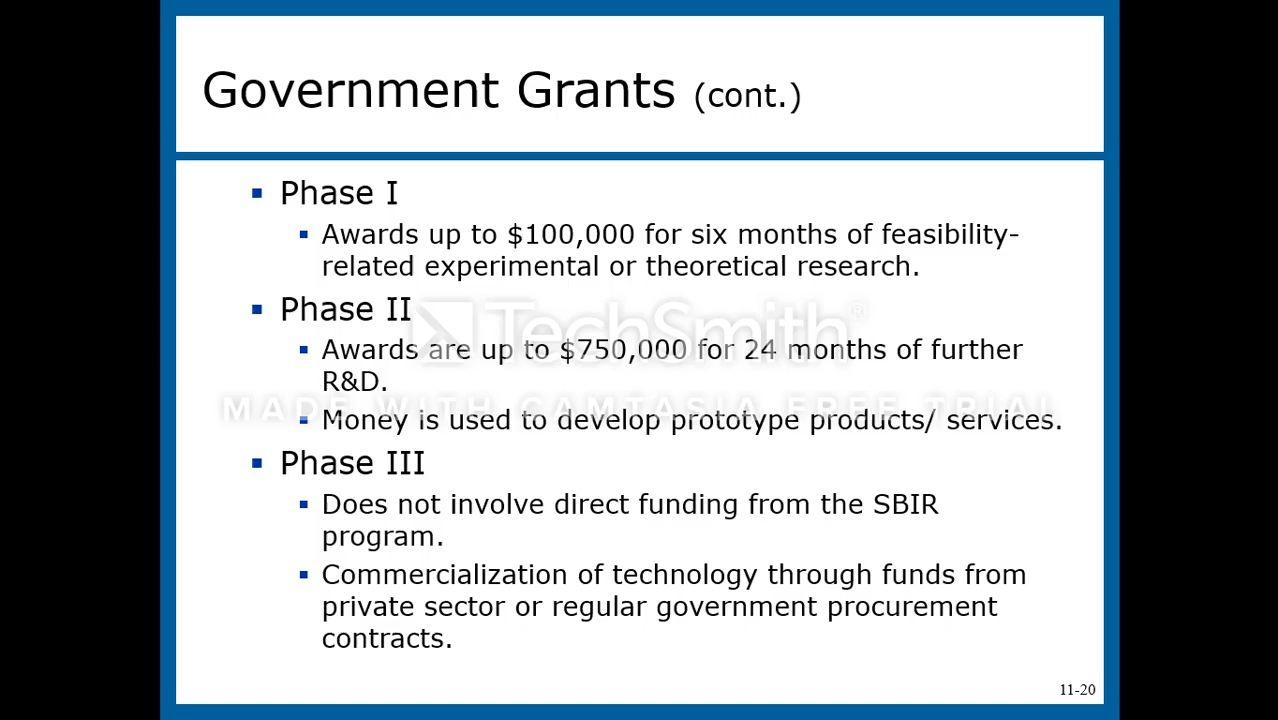 Government Grants (cont.)
Phase I
Awards up to $100,000 for six months of feasibility-
related experimental or theoretical research.
Phase II
TechSmith®
Awards are up to $750,000 for 24 months of further
R&D.
MADE WITH CAMTASIA FREE TRIAL
Money is used to develop prototype products/ services.
Phase III
Does not involve direct funding from the SBIR
program.
Commercialization of technology through funds from
private sector or regular government procurement
contracts.
11-20